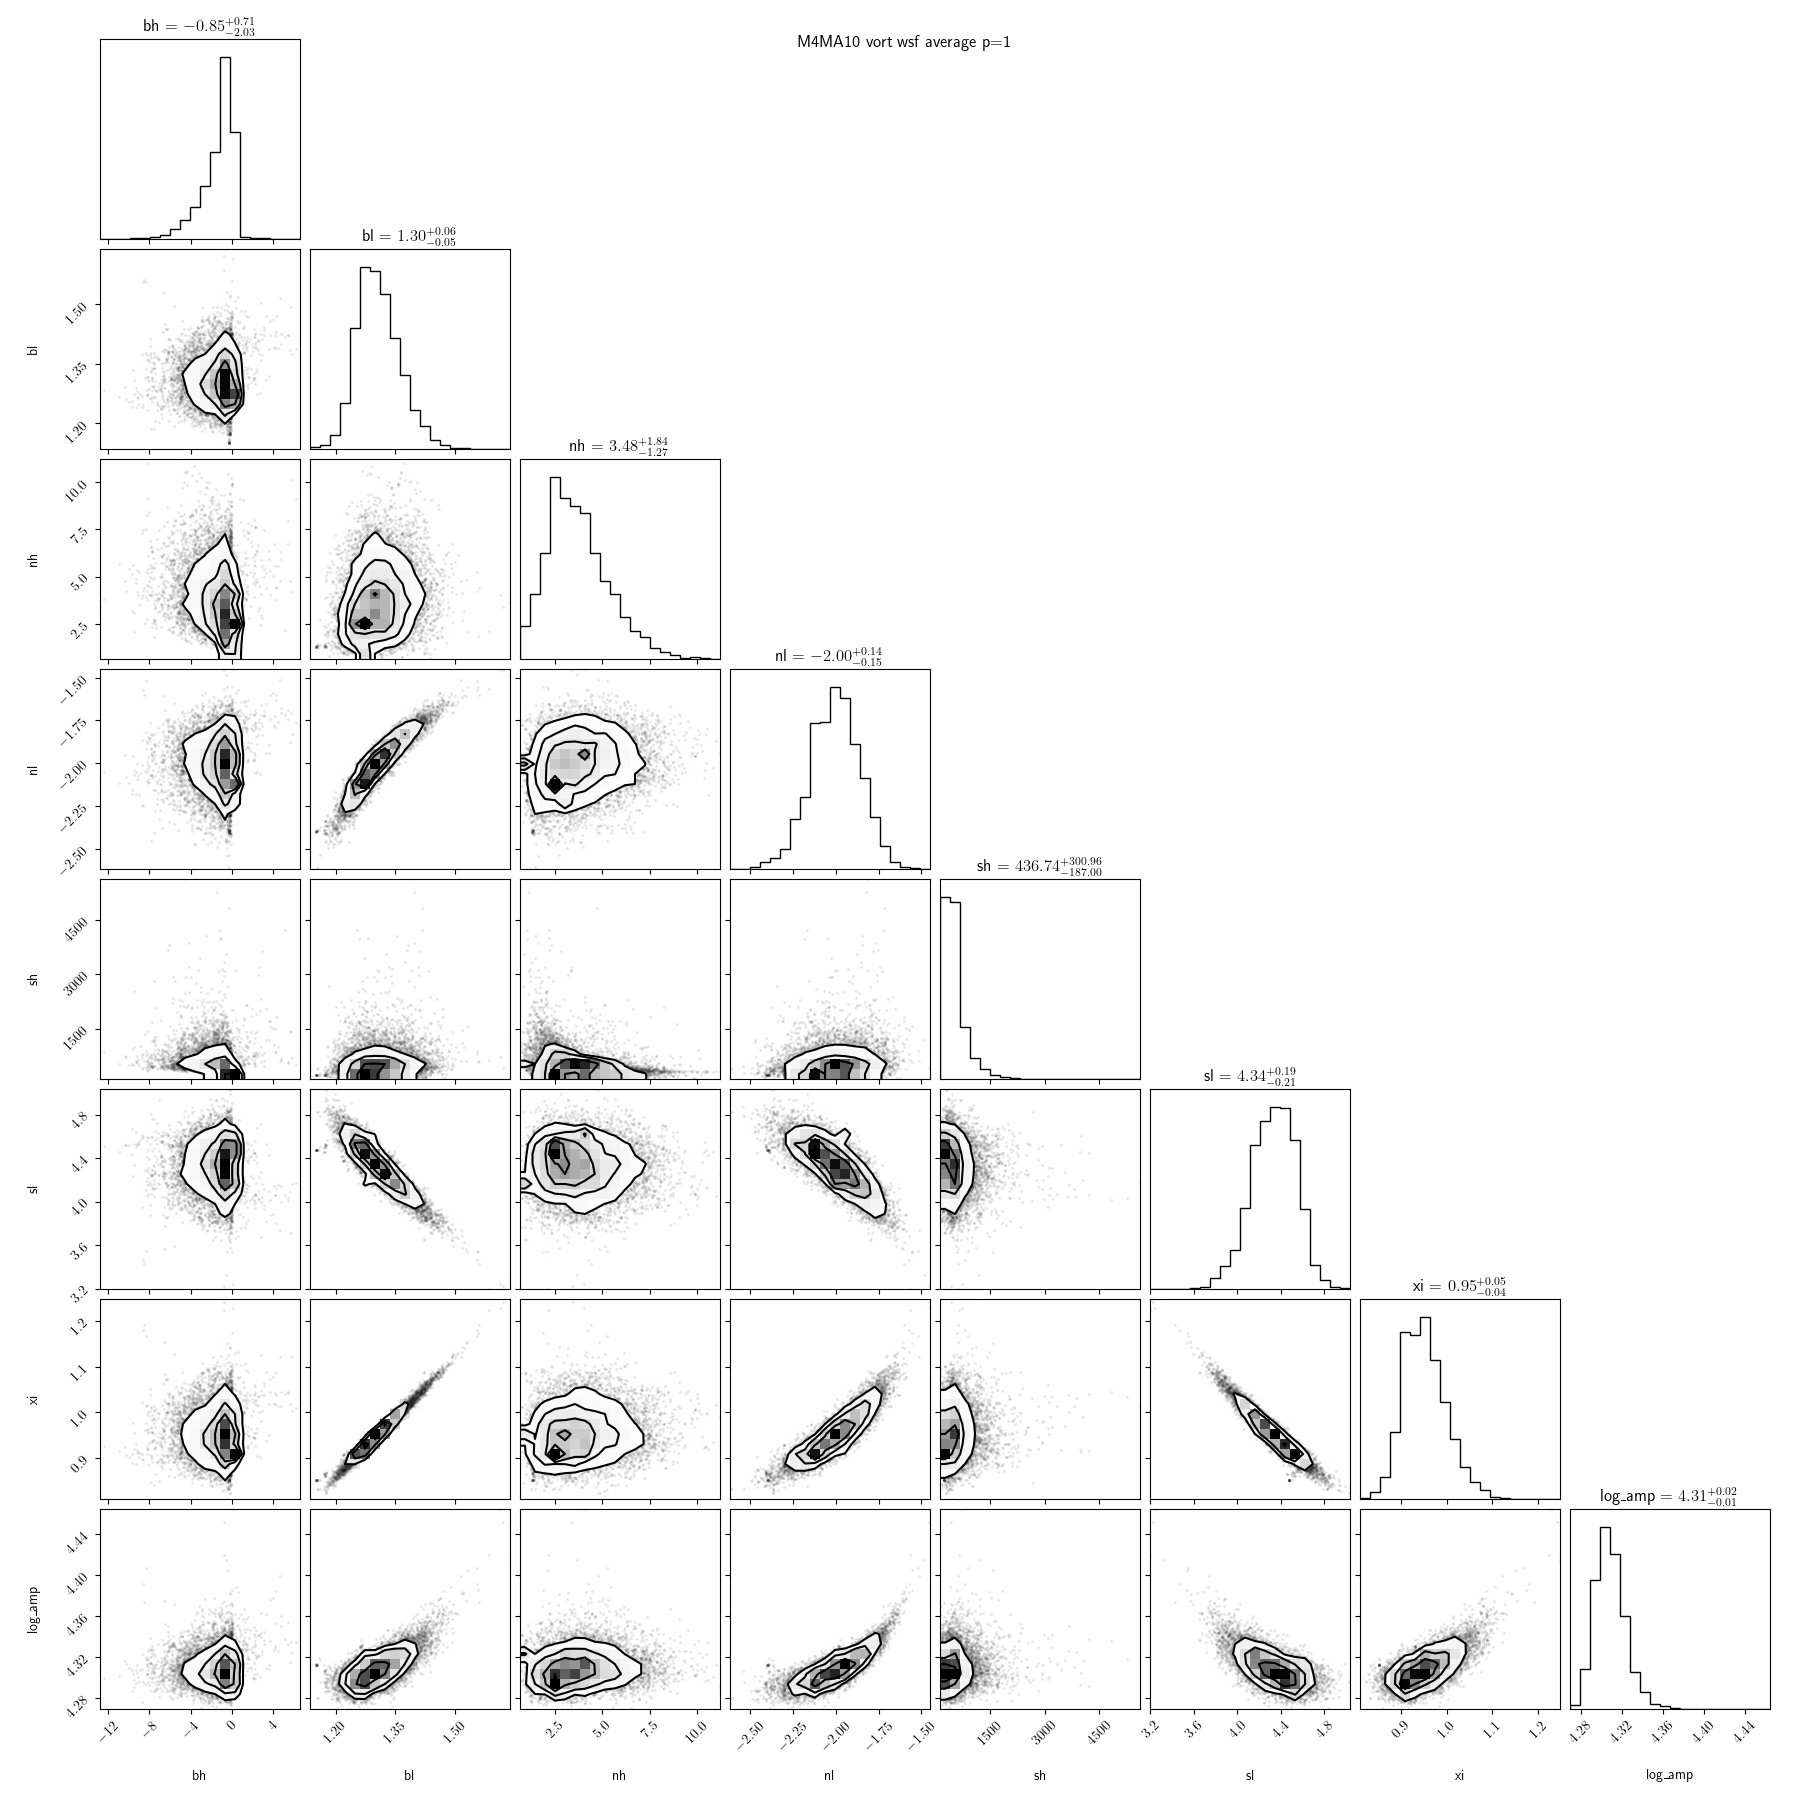 bh = −0.85 +0.71 −2.03
M4MA10 vort wsf average p=1
bl = 1.30 +0.06 −0.05
1.50
1.35
1.20
bl
nh = 3.48 +1.84 −1.27
10.0
7.5
5.0
2.5
nh
nl = −2.00 +0.14 −0.15
−1.50
−1.75
−2.00
−2.25
−2.50
nl
sh = 436.74 +300.96 −187.00
4500
3000
1500
sh
sl = 4.34 +0.19 −0.21
4.8
4.4
4.0
3.6
3.2
sl
xi = 0.95 +0.05 −0.04
1.2
1.1
1.0
0.9
xi
log_amp = 4.31 +0.02 −0.01
4.44
4.40
4.36
4.32
4.28
log_amp
−12 −8 −4 0 4 1.20 1.35 1.50 2.5 5.0 7.5 10.0 −2.50 −2.25 −2.00 −1.75 −1.50 1500 3000 4500 3.2 3.6 4.0 4.4 4.8 0.9 1.0 1.1 1.2 4.28 4.32 4.36 4.40 4.44
bh bl nh nl sh sl xi log_amp